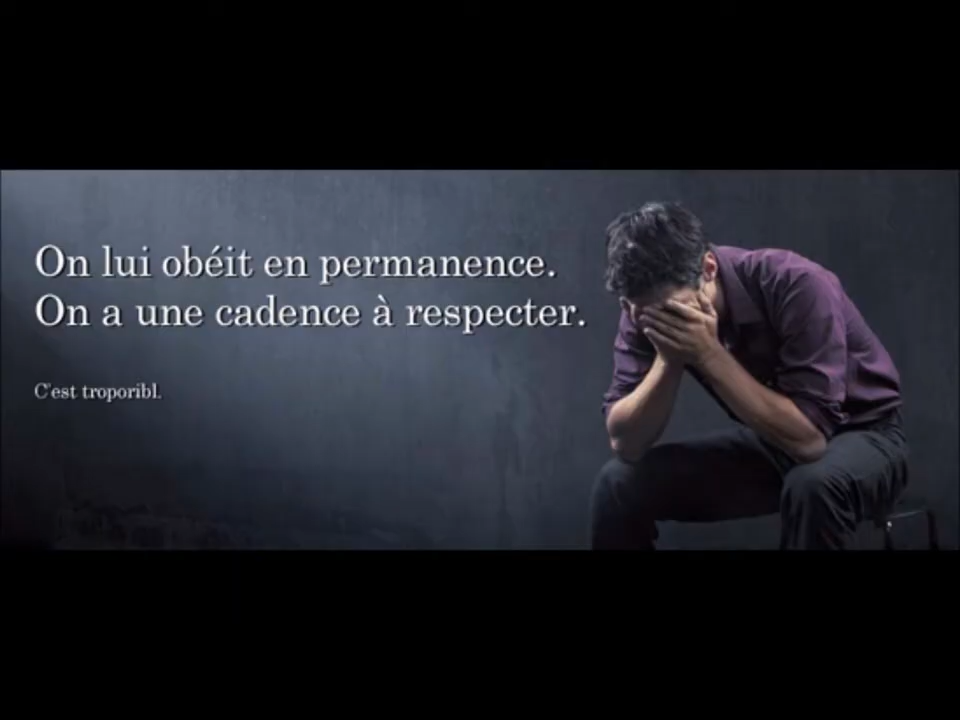 On lui obéit en permanence.
On a une cadence à respecter.
C'est troporibl.